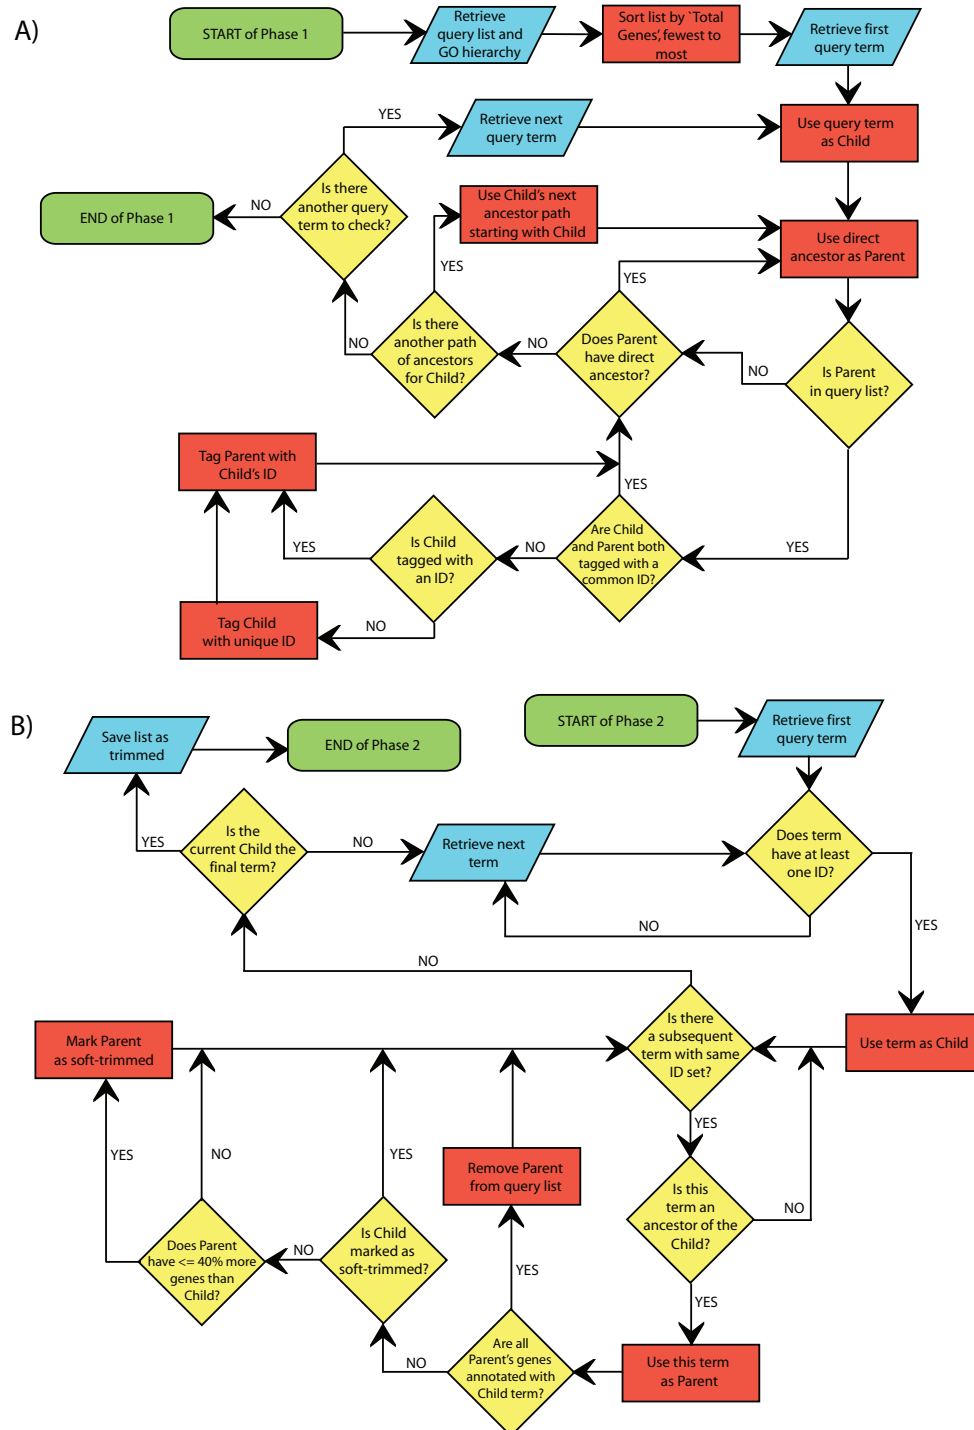 A)
START of Phase 1
Retrieve
query list and
GO hierarchy
Sort list by `Total
Genes', fewest to
most
Retrieve first
query term
YES
Retrieve next
query term
Use query term
as Child
Is there
another query
term to check?
NO
END of Phase 1
Use Child's next
ancestor path
starting with Child
Use direct
ancestor as Parent
YES
YES
Is there
another path
of ancestors
for Child?
NO
NO
Does Parent
have direct
ancestor?
NO
Is Parent
in query list?
Tag Parent with
Child's ID
YES
Is Child
tagged with
an ID?
YES
NO
Are Child
and Parent both
tagged with a
common ID?
YES
Tag Child
with unique ID
NO
B)
Save list as
trimmed
END of Phase 2
START of Phase 2
Retrieve first
query term
Is the
current Child the
final term?
YES
NO
Retrieve next
term
Does term
have at least
one ID?
NO
YES
NO
Mark Parent
as soft-trimmed
Is there
a subsequent
term with same
ID set?
Use term as Child
YES
NO
YES
YES
Remove Parent
from query list
Is this
term an
ancestor of the
Child?
NO
Does Parent
have <= 40% more
genes than
Child?
NO
Is Child
marked as
soft-trimmed?
YES
YES
NO
Are all
Parent's genes
annotated with
Child term?
Use this term
as Parent